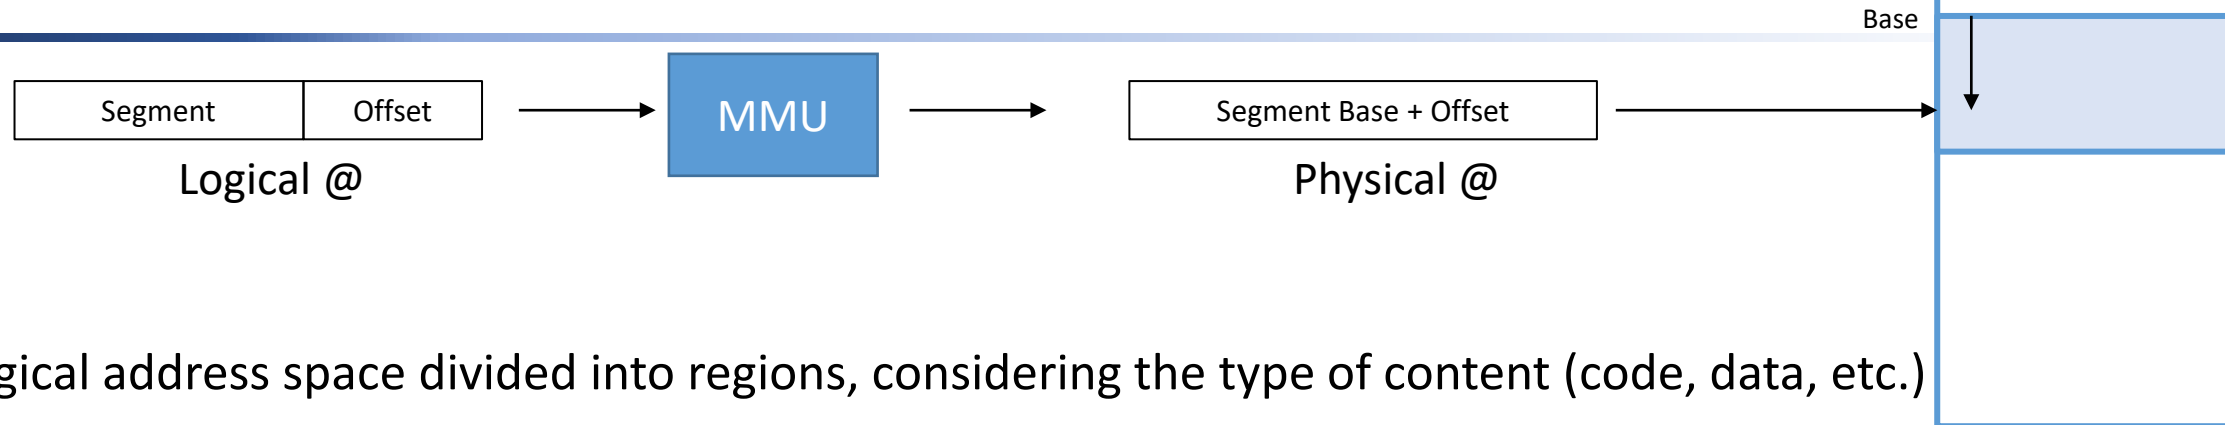 Base
Segment Offset MMU Segment Base + Offset
Logical @ Physical @
address space divided into regions, considering the type of content (code, data, etc.)